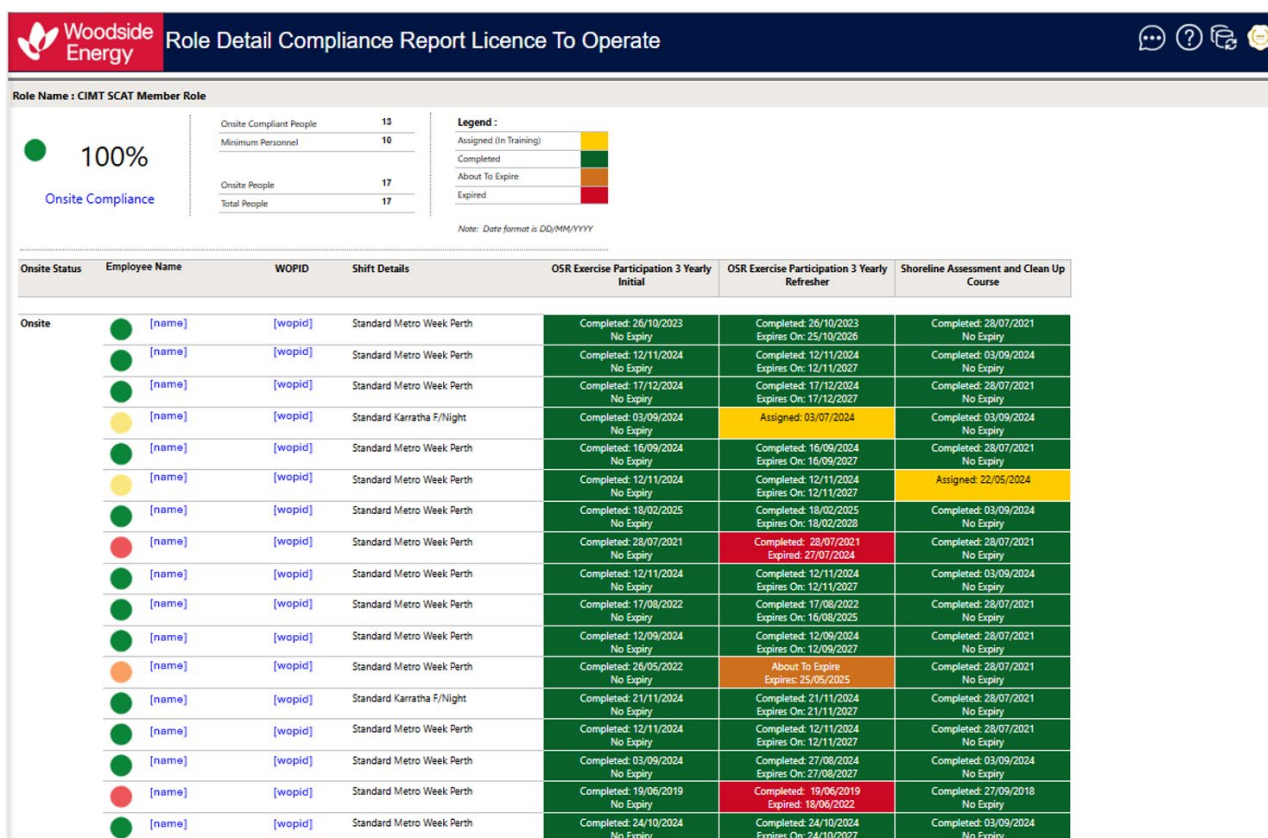 Woodside Energy
Role Detail Compliance Report Licence To Operate
Role Name : CIMT SCAT Member Role
100%
Onsite Compliance
Onsite Compliant People 13
Minimum Personnel 10
Onsite People 17
Total People 17
Legend :
Assigned (In Training)
Completed
About To Expire
Expired
Note: Date format is DD/MM/YYYY
Onsite Status Employee Name WOPID Shift Details OSR Exercise Participation 3 Yearly Initial OSR Exercise Participation 3 Yearly Refresher Shoreline Assessment and Clean Up Course
Onsite [name] [wopid] Standard Metro Week Perth Completed: 26/10/2023 Completed: 26/10/2023 Completed: 28/07/2021
No Expiry Expires On: 25/10/2026 No Expiry
[name] [wopid] Standard Metro Week Perth Completed: 12/11/2024 Completed: 12/11/2024 Completed: 03/09/2024
No Expiry Expires On: 12/11/2027 No Expiry
[name] [wopid] Standard Metro Week Perth Completed: 17/12/2024 Completed: 17/12/2024 Completed: 28/07/2021
No Expiry Expires On: 17/12/2027 No Expiry
[name] [wopid] Standard Karratha F/Night Completed: 03/09/2024 Assigned: 03/07/2024 Completed: 03/09/2024
No Expiry No Expiry
[name] [wopid] Standard Metro Week Perth Completed: 16/09/2024 Completed: 16/09/2024 Completed: 28/07/2021
No Expiry Expires On: 16/09/2027 No Expiry
[name] [wopid] Standard Metro Week Perth Completed: 12/11/2024 Completed: 12/11/2024 Assigned: 22/05/2024
No Expiry Expires On: 12/11/2027
[name] [wopid] Standard Metro Week Perth Completed: 18/02/2025 Completed: 18/02/2025 Completed: 03/09/2024
No Expiry Expires On: 18/02/2028 No Expiry
[name] [wopid] Standard Metro Week Perth Completed: 28/07/2021 Completed: 28/07/2021 Completed: 28/07/2021
No Expiry Expired: 27/07/2024 No Expiry
[name] [wopid] Standard Metro Week Perth Completed: 12/11/2024 Completed: 12/11/2024 Completed: 03/09/2024
No Expiry Expires On: 12/11/2027 No Expiry
[name] [wopid] Standard Metro Week Perth Completed: 17/08/2022 Completed: 17/08/2022 Completed: 28/07/2021
No Expiry Expires On: 16/08/2025 No Expiry
[name] [wopid] Standard Metro Week Perth Completed: 12/09/2024 Completed: 12/09/2024 Completed: 28/07/2021
No Expiry Expires On: 12/09/2027 No Expiry
[name] [wopid] Standard Metro Week Perth Completed: 26/05/2022 About To Expire Completed: 28/07/2021
No Expiry Expires: 25/05/2025 No Expiry
[name] [wopid] Standard Karratha F/Night Completed: 21/11/2024 Completed: 21/11/2024 Completed: 28/07/2021
No Expiry Expires On: 21/11/2027 No Expiry
[name] [wopid] Standard Metro Week Perth Completed: 12/11/2024 Completed: 12/11/2024 Completed: 28/07/2021
No Expiry Expires On: 12/11/2027 No Expiry
[name] [wopid] Standard Metro Week Perth Completed: 03/09/2024 Completed: 27/08/2024 Completed: 03/09/2024
No Expiry Expires On: 27/08/2027 No Expiry
[name] [wopid] Standard Metro Week Perth Completed: 19/06/2019 Completed: 19/06/2019 Completed: 27/09/2018
No Expiry Expired: 18/06/2022 No Expiry
[name] [wopid] Standard Metro Week Perth Completed: 24/10/2024 Completed: 24/10/2024 Completed: 03/09/2024
No Expiry Expires On: 24/10/2027 No Expiry